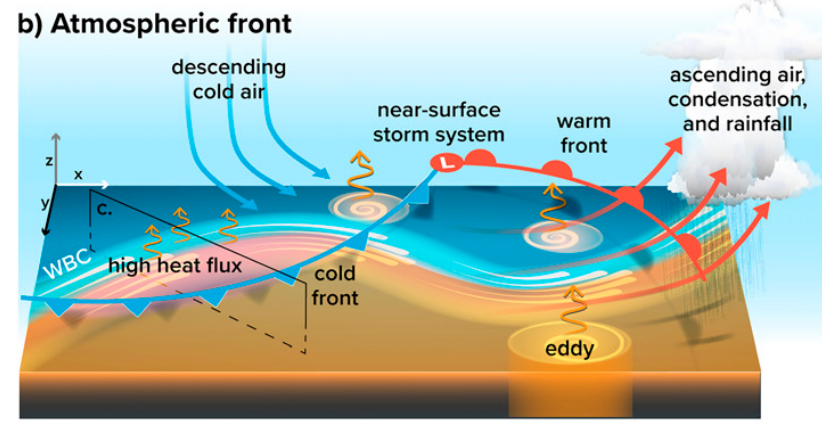 b) Atmospheric front
descending
cold air
near-surface
storm system
warm
front
ascending air,
condensation,
and rainfall
z
x
y
L
c.
WBC
high heat flux
cold
front
eddy